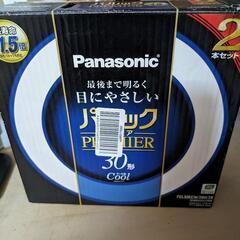 1.5倍
2
本セット
Panasonic
最後まで明るく
目にやさしい
パ ック
PREMIER
30形
Cool